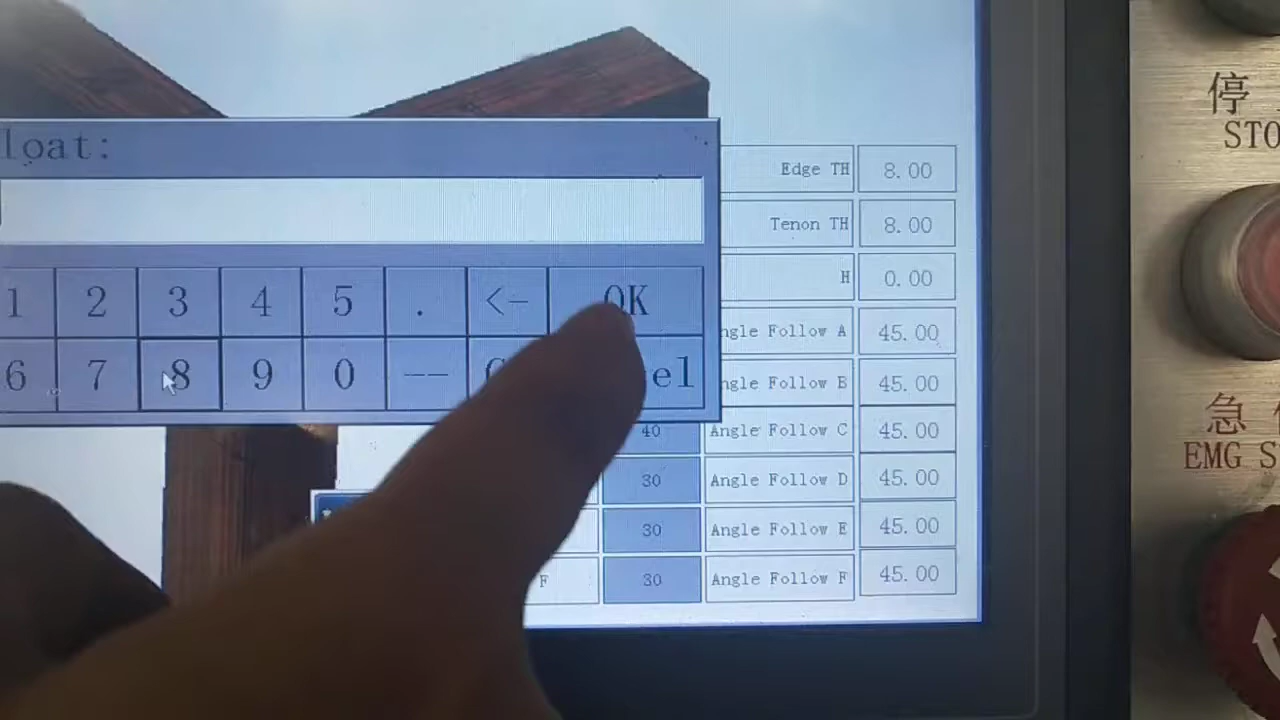 停
STO
loat:
Edge TH 8.00
Tenon TH 8.00
H 0.00
1 2 3 4 5 . <- OK
ngle Follow A 45.00
6 7 8 9 0 -- el
ngle Follow B 45.00
40 Angle Follow C 45.00
急
EMG S
30 Angle Follow D 45.00
30 Angle Follow E 45.00
F 30 Angle Follow F 45.00